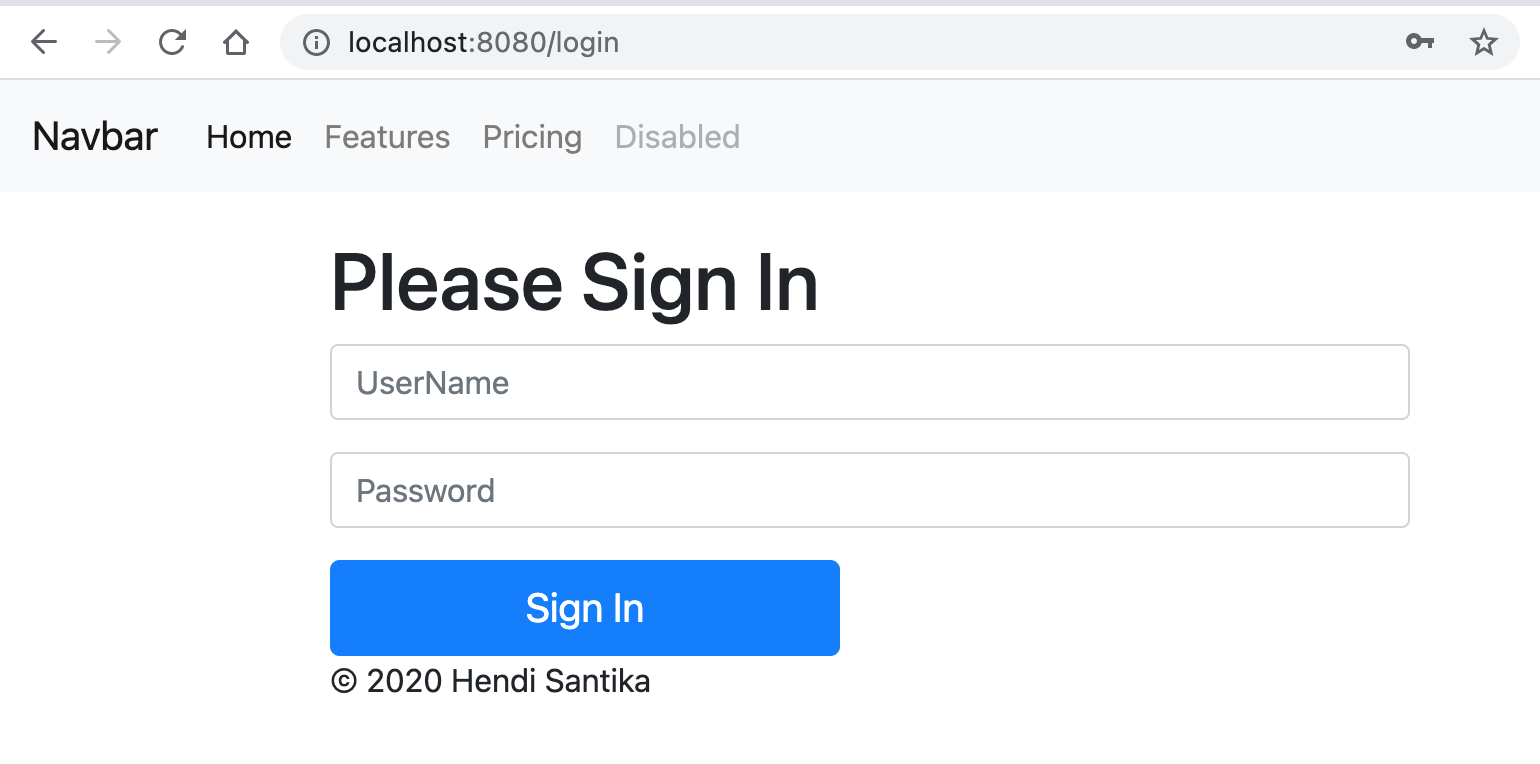 localhost:8080/login
Navbar Home Features Pricing Disabled
Please Sign In
UserName
Password
Sign In
© 2020 Hendi Santika